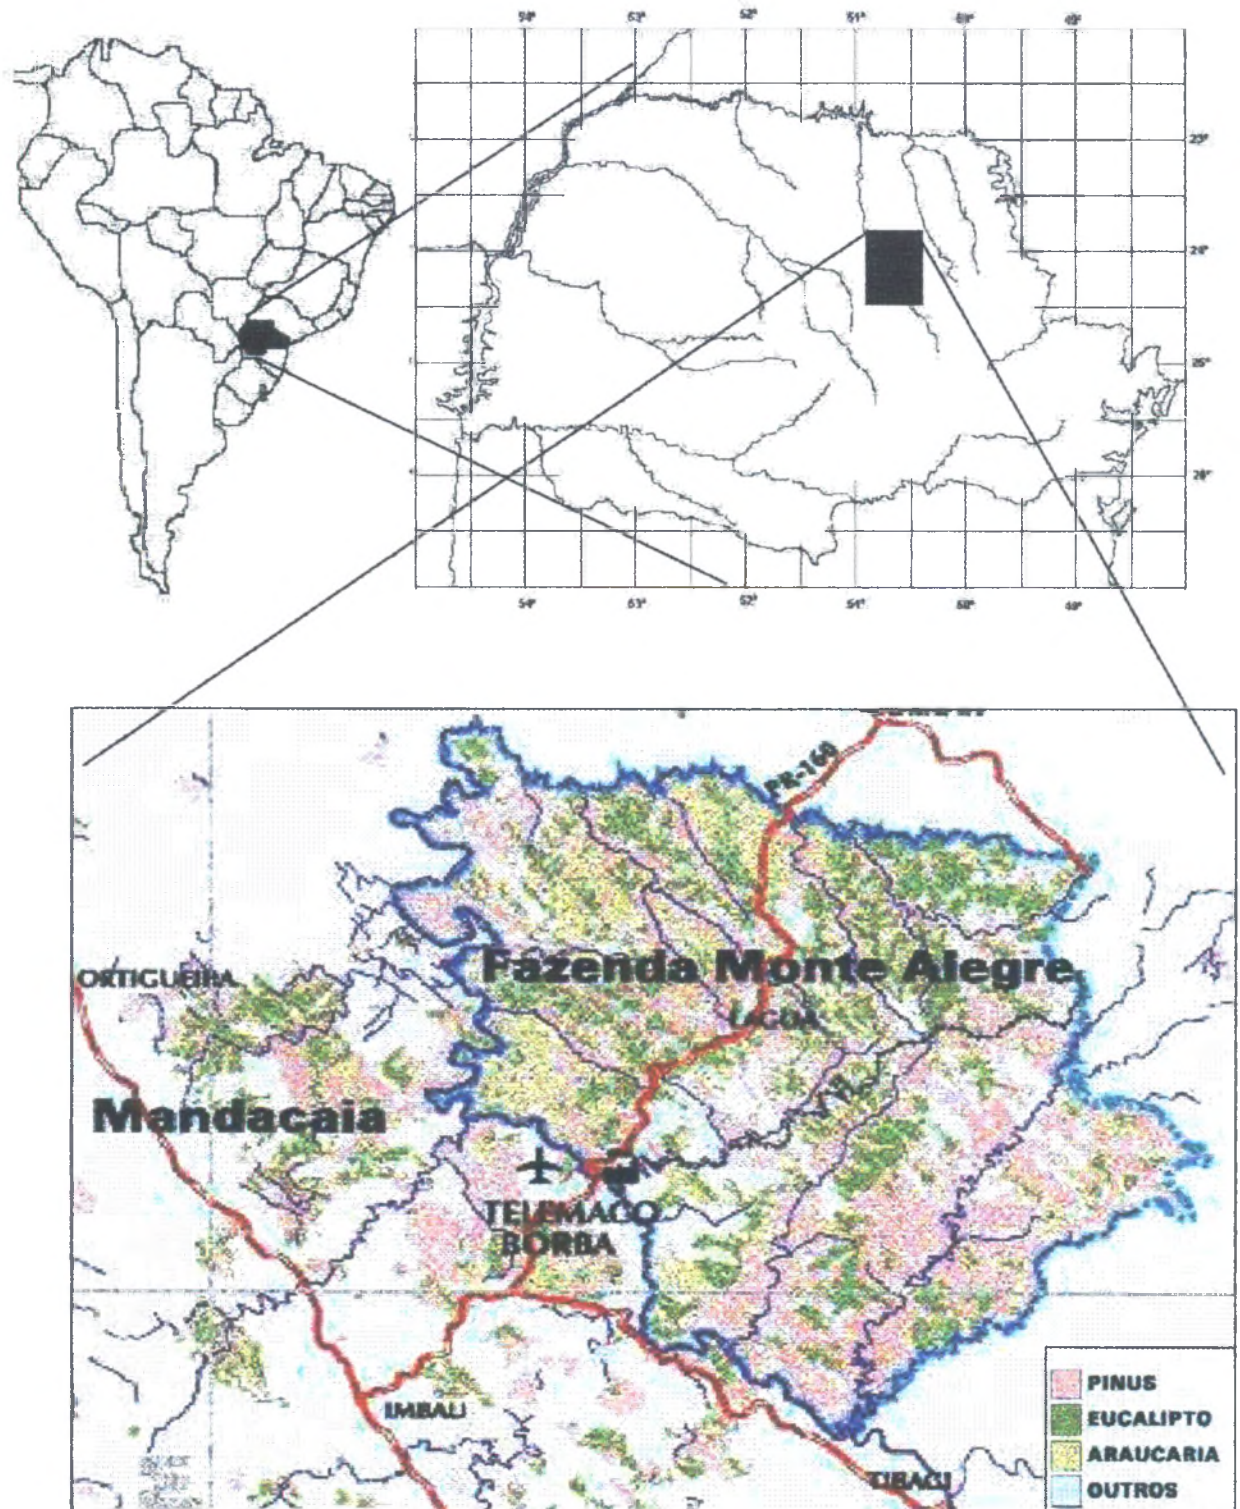 54° 53° 52° 51° 50° 49°
23°
24°
25°
26°
54° 53° 52° 51° 50° 49°
PR-160
ORTIGUEIRA
Fazenda Monte Alegre
LAGOA
Mandacaia
TELEMACO
BORBA
IMBAU
TIBAGI
PINUS
EUCALIPTO
ARAUCARIA
OUTROS